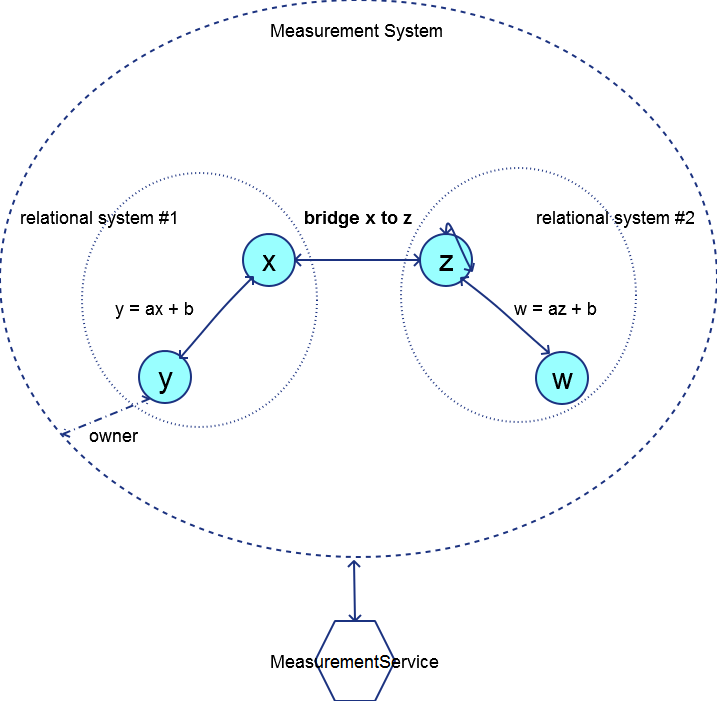 Measurement System
relational system #1
bridge x to z
relational system #2
x
z
y = ax + b
w = az + b
y
w
owner
MeasurementService